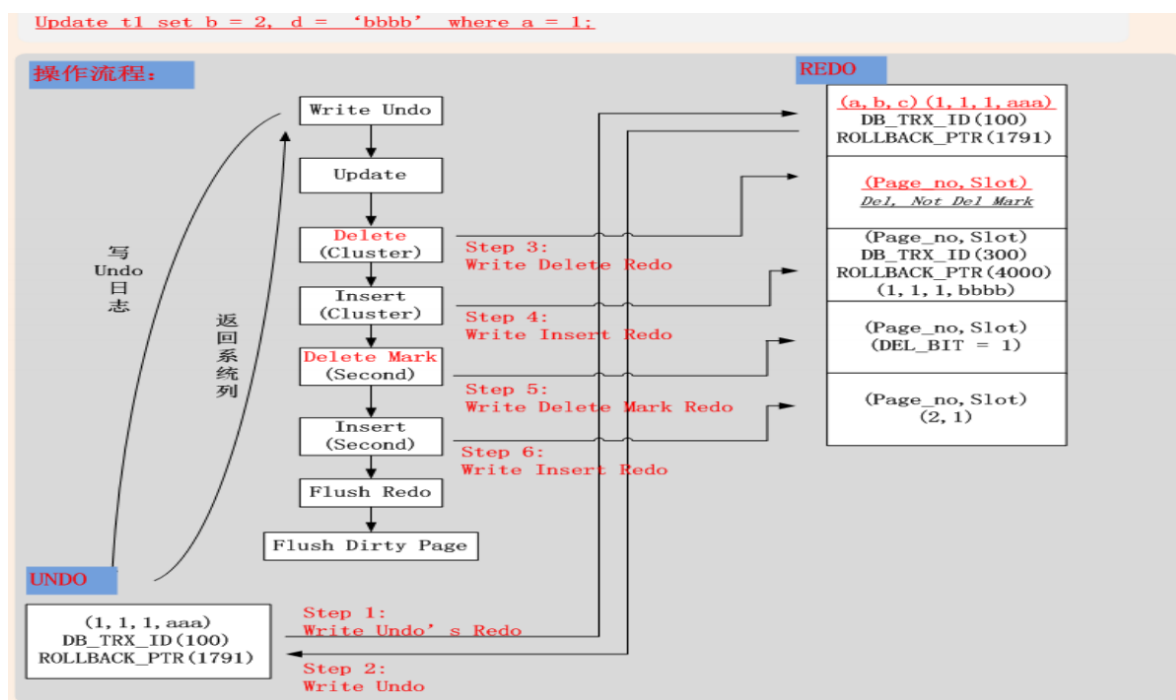 Update t1 set b = 2, d = ‘bbbb’ where a = 1;
操作流程：
REDO
Write Undo
Update
Delete
(Cluster)
Insert
(Cluster)
Delete Mark
(Second)
Insert
(Second)
Flush Redo
Flush Dirty Page
写
Undo
日
志
返
回
系
统
列
Step 3:
Write Delete Redo
Step 4:
Write Insert Redo
Step 5:
Write Delete Mark Redo
Step 6:
Write Insert Redo
(a,b,c)(1,1,1,aaa)
DB_TRX_ID(100)
ROLLBACK_PTR(1791)
(Page_no,Slot)
Del, Not Del Mark
(Page_no,Slot)
DB_TRX_ID(300)
ROLLBACK_PTR(4000)
(1,1,1,bbbb)
(Page_no,Slot)
(DEL_BIT = 1)
(Page_no,Slot)
(2,1)
UNDO
(1,1,1,aaa)
DB_TRX_ID(100)
ROLLBACK_PTR(1791)
Step 1:
Write Undo’s Redo
Step 2:
Write Undo